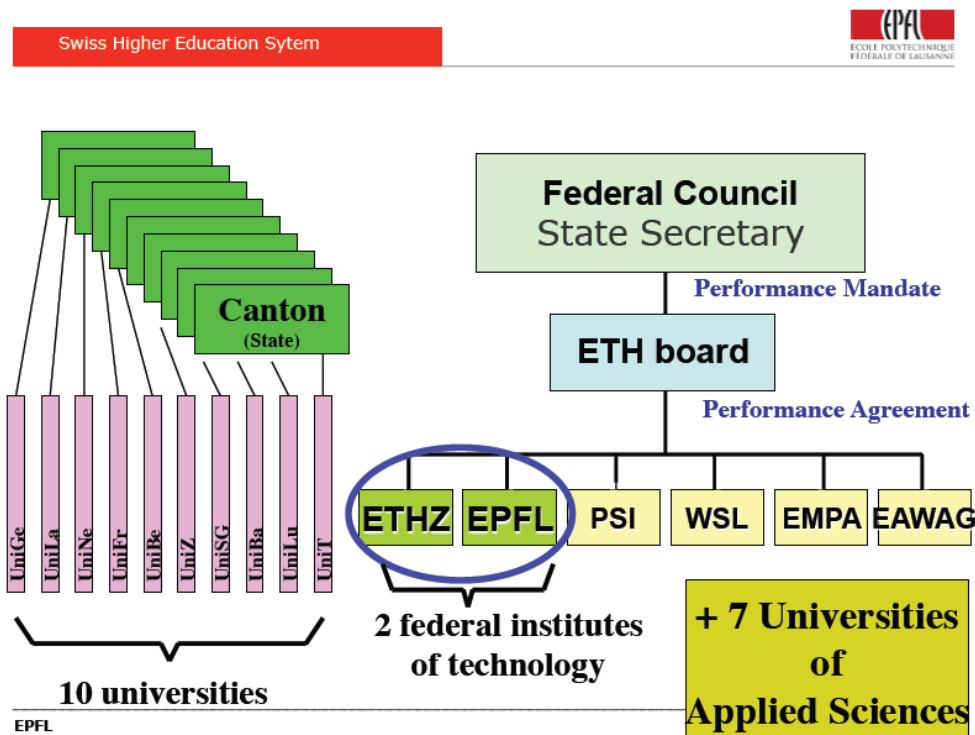 Swiss Higher Education Sytem
EPFL
ÉCOLE POLYTECHNIQUE
FÉDÉRALE DE LAUSANNE
Federal Council
State Secretary
Performance Mandate
Canton
(State)
ETH board
Performance Agreement
UniGe
UniLa
UniNe
UniFr
UniBe
UniZ
UniSG
UniBa
UniLu
UniT
ETHZ
EPFL
PSI
WSL
EMPA
EAWAG
2 federal institutes
of technology
10 universities
+ 7 Universities
of
Applied Sciences
EPFL